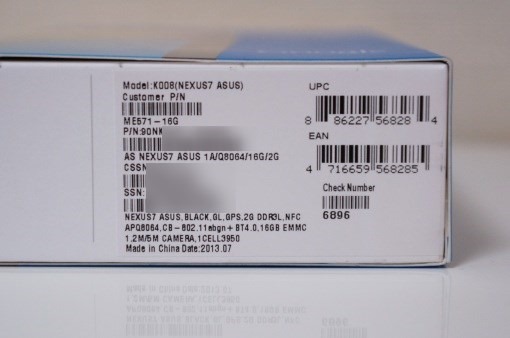 Model:K008(NEXUS7 ASUS)
Customer P/N
ME571-16G
P/N:90NK
AS NEXUS7 ASUS 1A/Q8064/16G/2G
CSSN
SSN:
NEXUS7 ASUS,BLACK,GL,GPS,2G DDR3L,NFC
APQ8064,CB-802.11abgn+ BT4.0,16GB EMMC
1.2M/5M CAMERA,1CELL3950
Made in China Date:2013.07
UPC
8 86227 56828 4
EAN
4 716659 568285
Check Number
6896